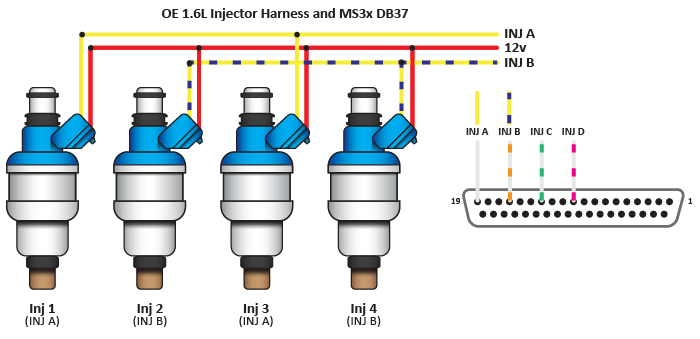 OE 1.6L Injector Harness and MS3x DB37
INJ A
12v
INJ B
INJ A INJ B INJ C INJ D
19 1
Inj 1 Inj 2 Inj 3 Inj 4
(INJ A) (INJ B) (INJ A) (INJ B)